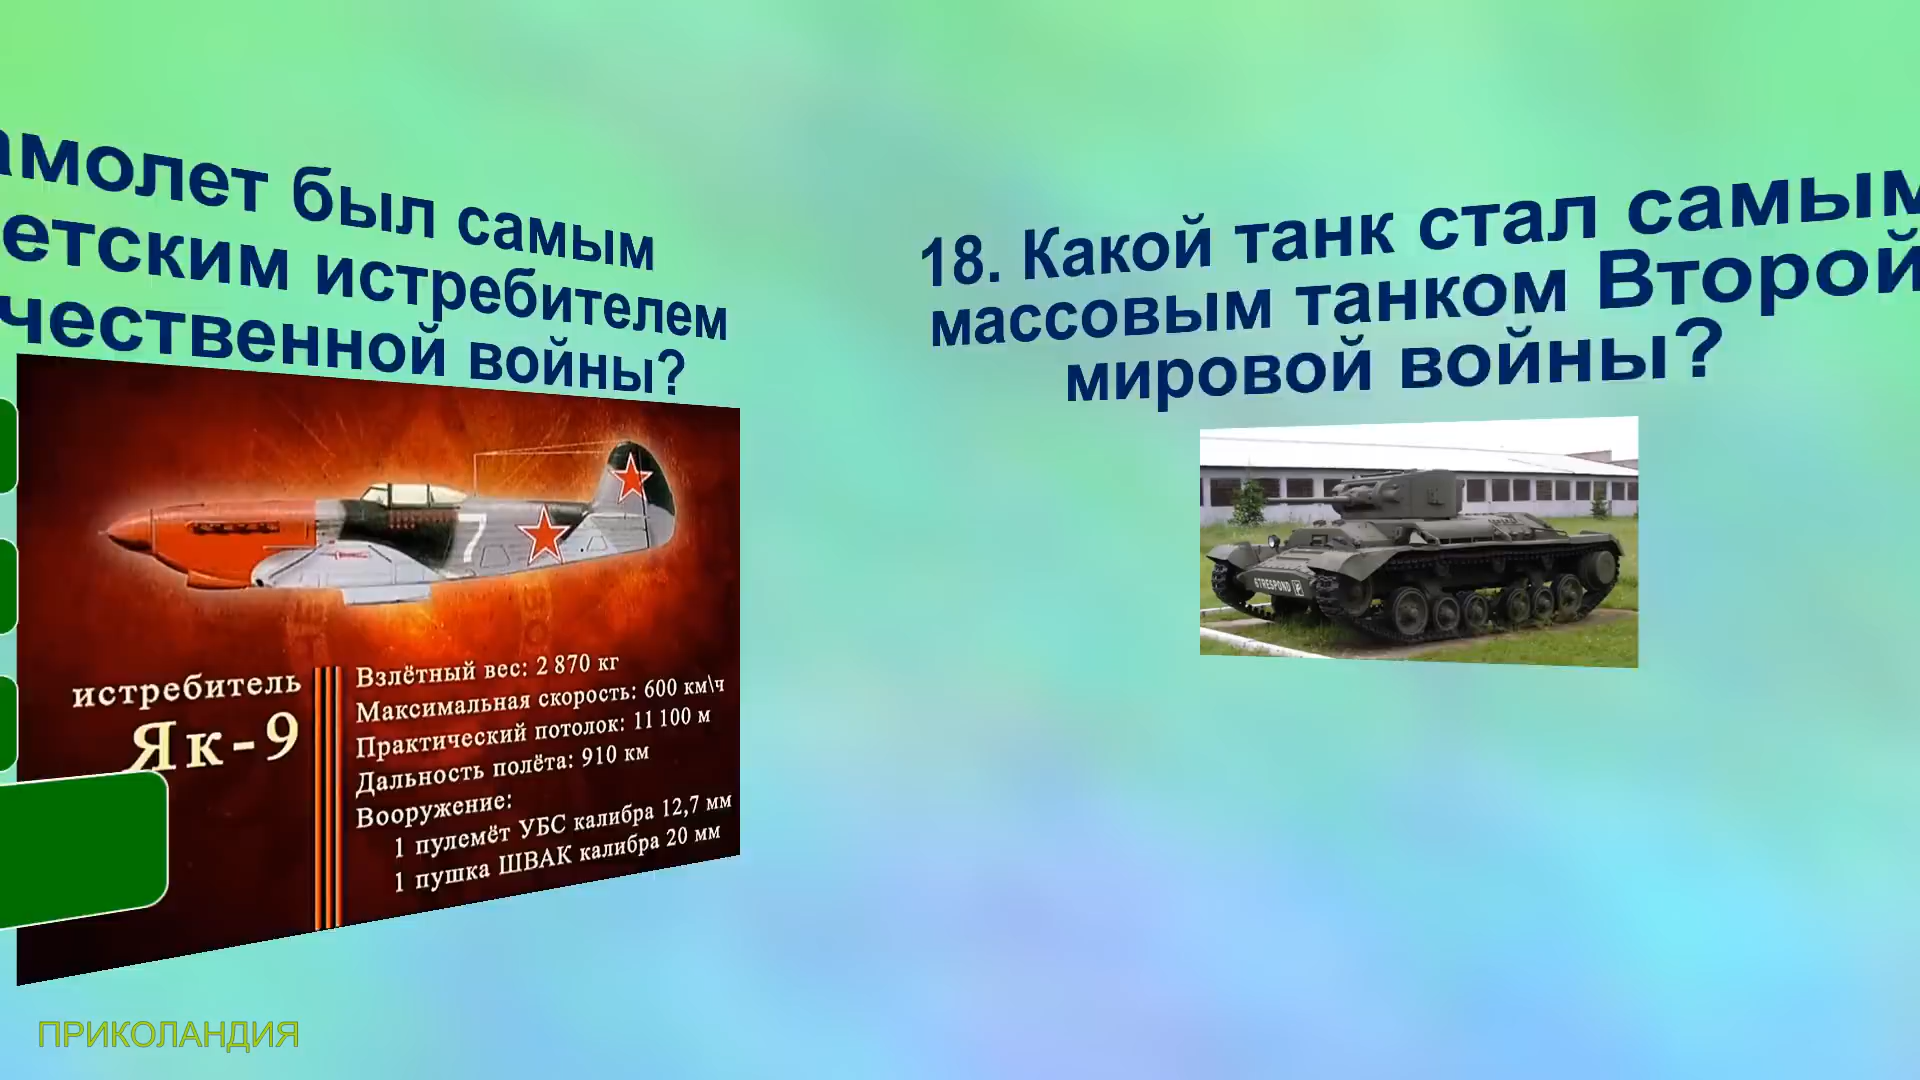 амолет был самым
етским истребителем
чественной войны?
7
истребитель
Як-9
Взлётный вес: 2 870 кг
Максимальная скорость: 600 км\ч
Практический потолок: 11 100 м
Дальность полёта: 910 км
Вооружение:
1 пулемёт УБС калибра 12,7 мм
1 пушка ШВАК калибра 20 мм
18. Какой танк стал самым
массовым танком Второй
мировой войны?
ПРИКОЛАНДИЯ